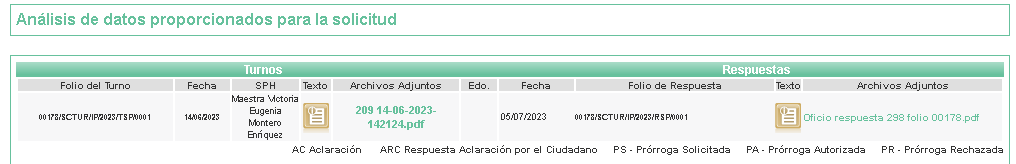 Análisis de datos proporcionados para la solicitud
Turnos Respuestas
Folio del Turno Fecha SPH Texto Archivos Adjuntos Edo. Fecha Folio de Respuesta Texto Archivos Adjuntos
00178/SCTUR/IP/2023/TSP/0001 14/06/2023 Maestra Victoria Eugenia Montero Enríquez 209 14-06-2023-142124.pdf 05/07/2023 00178/SCTUR/IP/2023/RSP/0001 Oficio respuesta 298 folio 00178.pdf
AC Aclaración ARC Respuesta Aclaración por el Ciudadano PS - Prórroga Solicitada PA - Prórroga Autorizada PR - Prórroga Rechazada